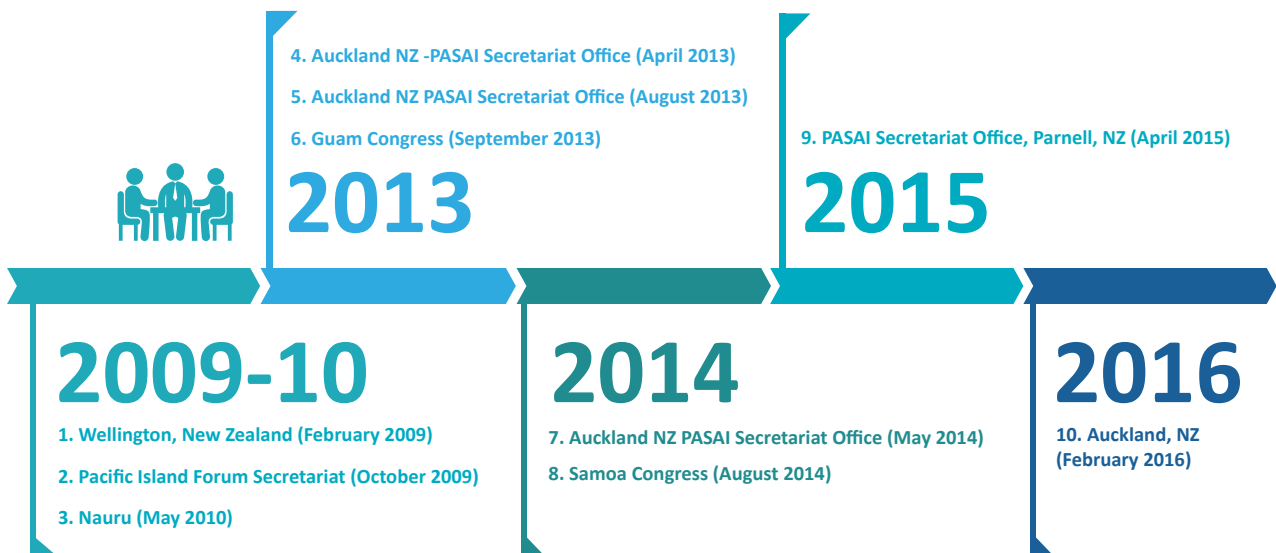 4. Auckland NZ -PASAI Secretariat Office (April 2013)
5. Auckland NZ PASAI Secretariat Office (August 2013)
6. Guam Congress (September 2013)
2013
9. PASAI Secretariat Office, Parnell, NZ (April 2015)
2015
2009-10
1. Wellington, New Zealand (February 2009)
2. Pacific Island Forum Secretariat (October 2009)
3. Nauru (May 2010)
2014
7. Auckland NZ PASAI Secretariat Office (May 2014)
8. Samoa Congress (August 2014)
2016
10. Auckland, NZ
(February 2016)